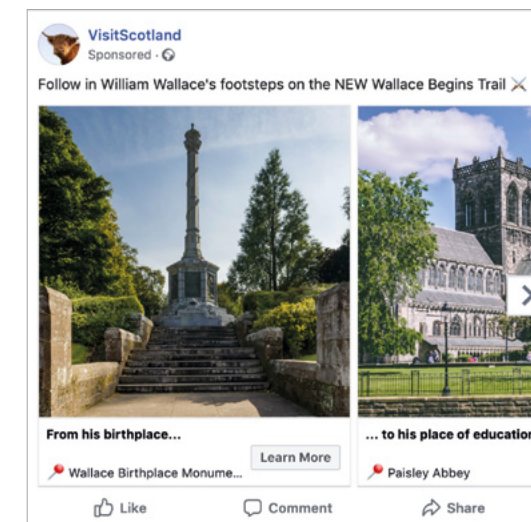 VisitScotland
Sponsored ·
Follow in William Wallace's footsteps on the NEW Wallace Begins Trail ⚔
From his birthplace...
Learn More
📍 Wallace Birthplace Monume...
... to his place of education
📍 Paisley Abbey
Like
Comment
Share